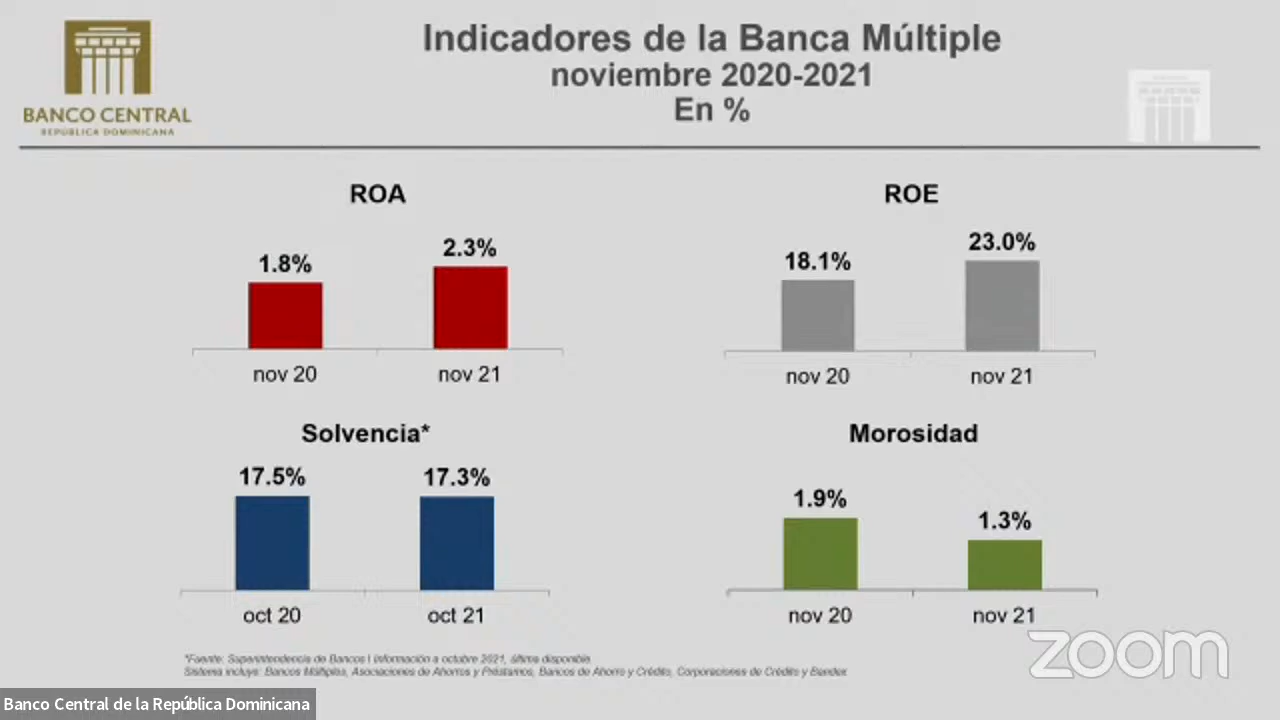 BANCO CENTRAL
REPÚBLICA DOMINICANA
Indicadores de la Banca Múltiple
noviembre 2020-2021
En %
ROA
1.8%
2.3%
nov 20
nov 21
ROE
18.1%
23.0%
nov 20
nov 21
Solvencia*
17.5%
17.3%
oct 20
oct 21
Morosidad
1.9%
1.3%
nov 20
nov 21
*Fuente: Superintendencia de Bancos | Información a octubre 2021, última disponible
Sistema incluye: Bancos Múltiples, Asociaciones de Ahorros y Préstamos, Bancos de Ahorro y Crédito, Corporaciones de Crédito y Bandex
zoom
Banco Central de la República Dominicana